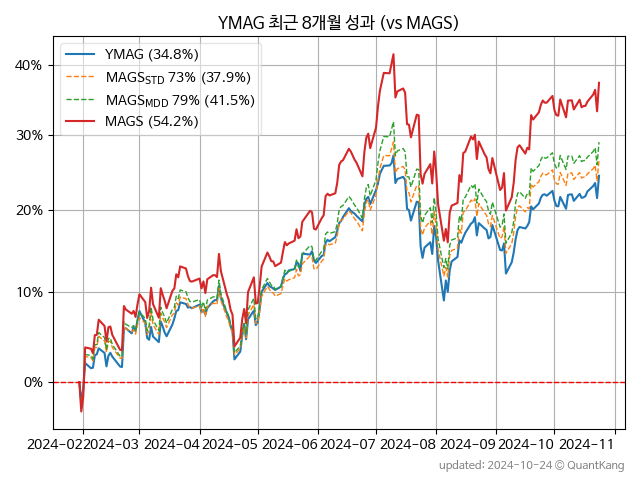 YMAG 최근 8개월 성과 (vs MAGS)
YMAG (34.8%)
MAGS_STD 73% (37.9%)
MAGS_MDD 79% (41.5%)
MAGS (54.2%)
40%
30%
20%
10%
0%
2024-02 2024-03 2024-04 2024-05 2024-06 2024-07 2024-08 2024-09 2024-10 2024-11
updated: 2024-10-24 © QuantKang